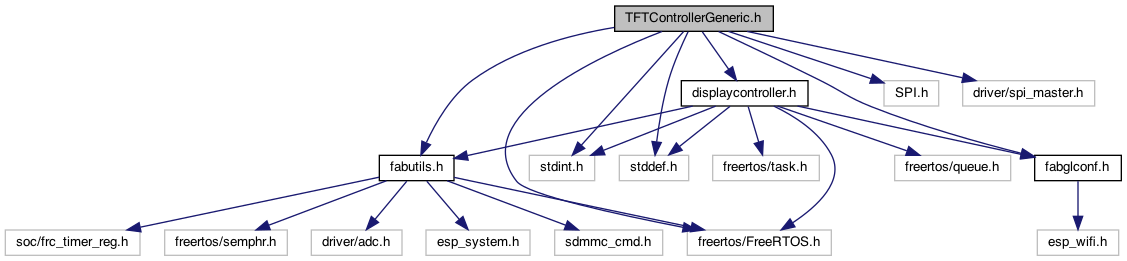 TFTControllerGeneric.h
displaycontroller.h
SPI.h
driver/spi_master.h
fabutils.h
stdint.h
stddef.h
freertos/task.h
freertos/queue.h
fabglconf.h
soc/frc_timer_reg.h
freertos/semphr.h
driver/adc.h
esp_system.h
sdmmc_cmd.h
freertos/FreeRTOS.h
esp_wifi.h